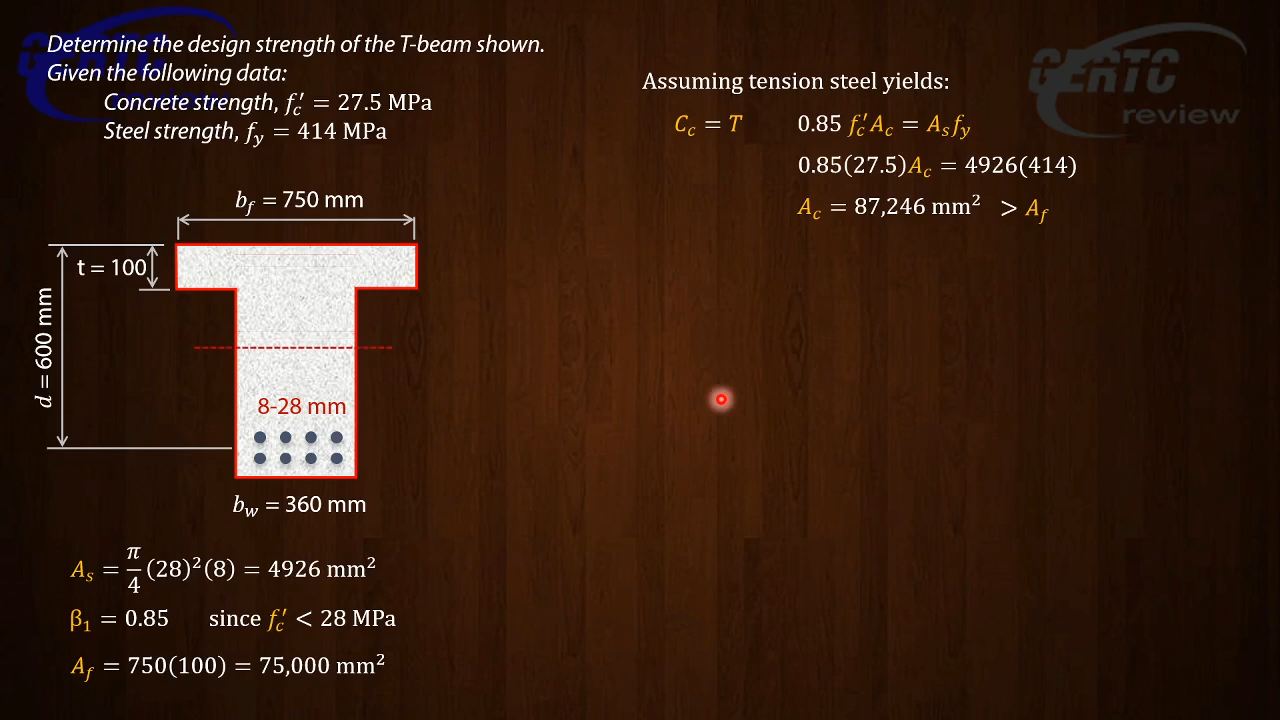 Determine the design strength of the T-beam shown.
Given the following data:
Concrete strength, f'c = 27.5 MPa
Steel strength, fy = 414 MPa
GERTC
review
GERTC
review
Assuming tension steel yields:
Cc = T 0.85 f'c Ac = As fy
0.85(27.5)Ac = 4926(414)
Ac = 87,246 mm² > Af
bf = 750 mm
t = 100
d = 600 mm
8-28 mm
bw = 360 mm
As = π/4 (28)²(8) = 4926 mm²
β₁ = 0.85 since f'c < 28 MPa
Af = 750(100) = 75,000 mm²